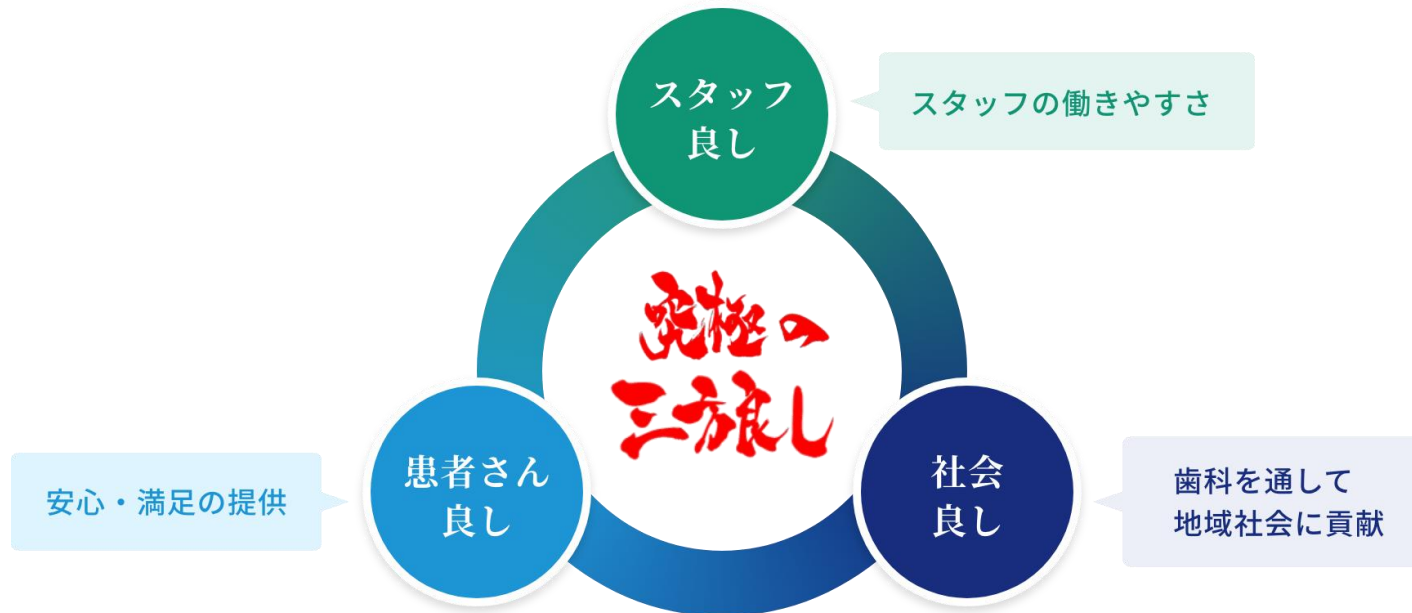 スタッフ
良し
スタッフの働きやすさ
究極の
三方良し
患者さん
良し
安心・満足の提供
社会
良し
歯科を通して
地域社会に貢献